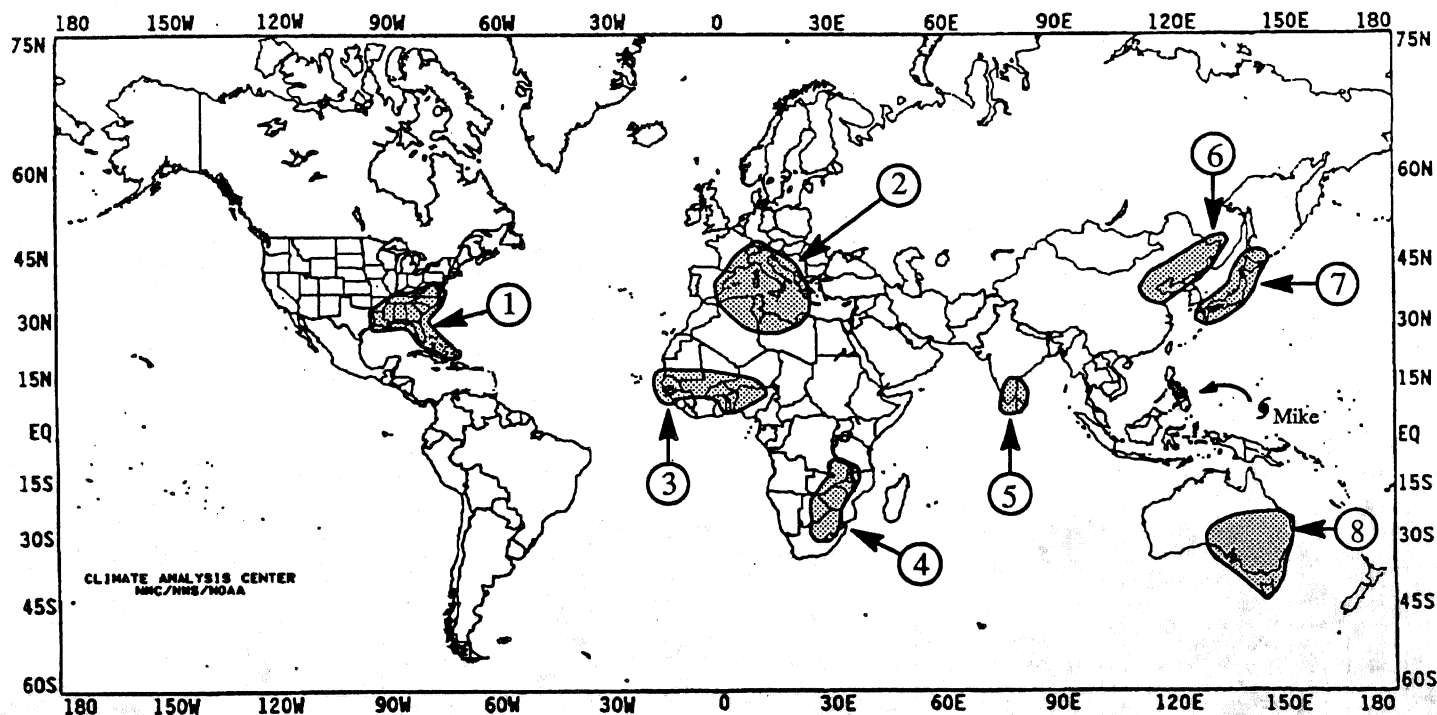 180 120W 90W 60W 30W 0 30E 60E 90E 120E 150E 180
75N 75N
60N 60N
45N 45N
30N 30N
15N 15N
EQ EQ
15S 15S
30S 30S
45S 45S
60S 60S
6
2
7
1
Mike
3
5
8
4
CLIMATE ANALYSIS CENTER
NMC/NWS/NOAA
180 150W 120W 90W 60W 30W 0 30E 60E 90E 120E 150E 180